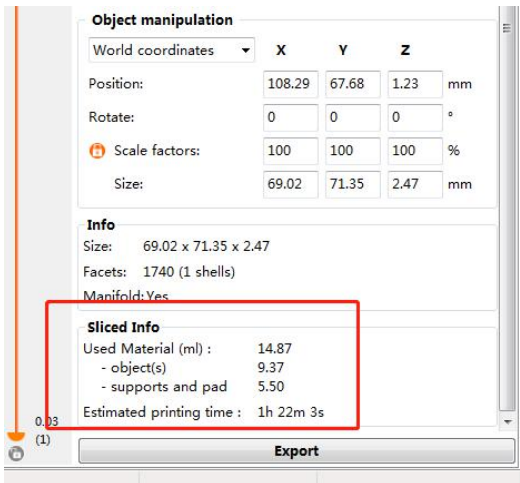 Object manipulation
World coordinates X Y Z
Position: 108.29 67.68 1.23 mm
Rotate: 0 0 0 °
Scale factors: 100 100 100 %
Size: 69.02 71.35 2.47 mm
Info
Size: 69.02 x 71.35 x 2.47
Facets: 1740 (1 shells)
Manifold: Yes
Sliced Info
Used Material (ml) : 14.87
- object(s) 9.37
- supports and pad 5.50
Estimated printing time : 1h 22m 3s
0.03
(1)
Export